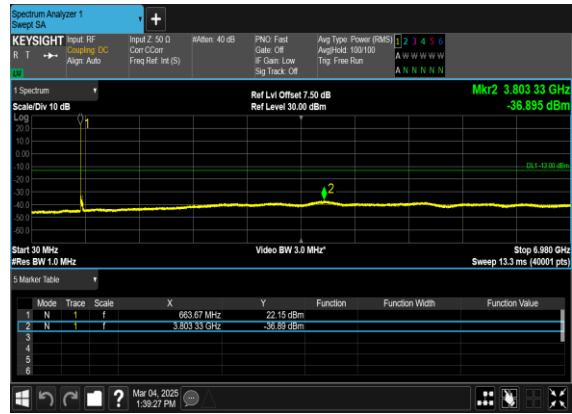 Spectrum Analyzer 1
Swept SA
+
KEYSIGHT Input: RF Input Z: 50 Ω #Atten: 40 dB PNO: Fast Avg Type: Power (RMS) 1 2 3 4 5 6
R T Coupling: DC Corr CCorr Gate: Off Avg|Hold: 100/100 A W W W W W
Align: Auto Freq Ref: Int (S) IF Gain: Low Trig: Free Run
Sig Track: Off A N N N N N
1 Spectrum Ref Lvl Offset 7.50 dB Mkr2 3.803 33 GHz
Scale/Div 10 dB Ref Level 30.00 dBm -36.895 dBm
Log
1
20.0
10.0
0.00
-10.0
DL1 -13.00 dBm
-20.0
-30.0
2
-40.0
-50.0
-60.0
Start 30 MHz Video BW 3.0 MHz* Stop 6.980 GHz
#Res BW 1.0 MHz Sweep 13.3 ms (40001 pts)
5 Marker Table
Mode Trace Scale X Y Function Function Width Function Value
1 N 1 f 663.67 MHz 22.15 dBm
2 N 1 f 3.803 33 GHz -36.89 dBm
3
4
5
6
? Mar 04, 2025
1:39:27 PM